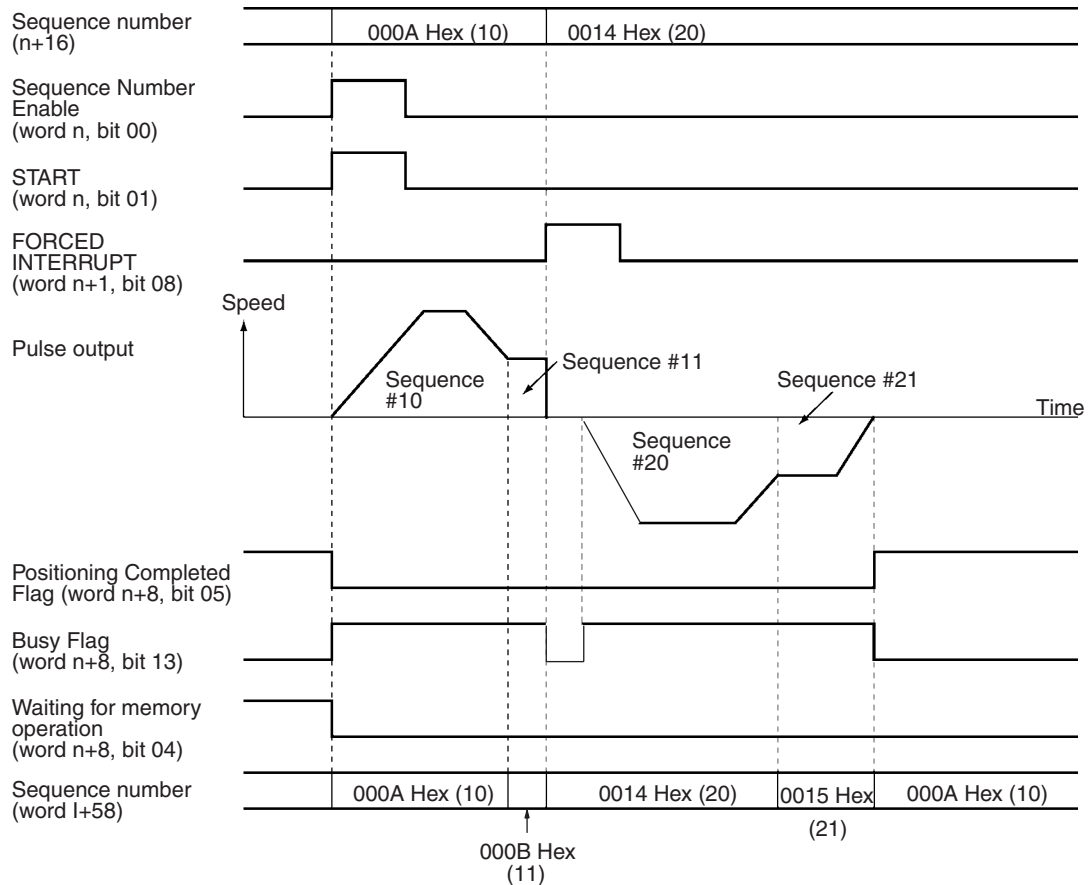 Sequence number
(n+16)
000A Hex (10)
0014 Hex (20)
Sequence Number
Enable
(word n, bit 00)
START
(word n, bit 01)
FORCED
INTERRUPT
(word n+1, bit 08)
Speed
Pulse output
Sequence
#10
Sequence #11
Sequence #21
Time
Sequence
#20
Positioning Completed
Flag (word n+8, bit 05)
Busy Flag
(word n+8, bit 13)
Waiting for memory
operation
(word n+8, bit 04)
Sequence number
(word I+58)
000A Hex (10)
0014 Hex (20)
0015 Hex
(21)
000A Hex (10)
000B Hex
(11)